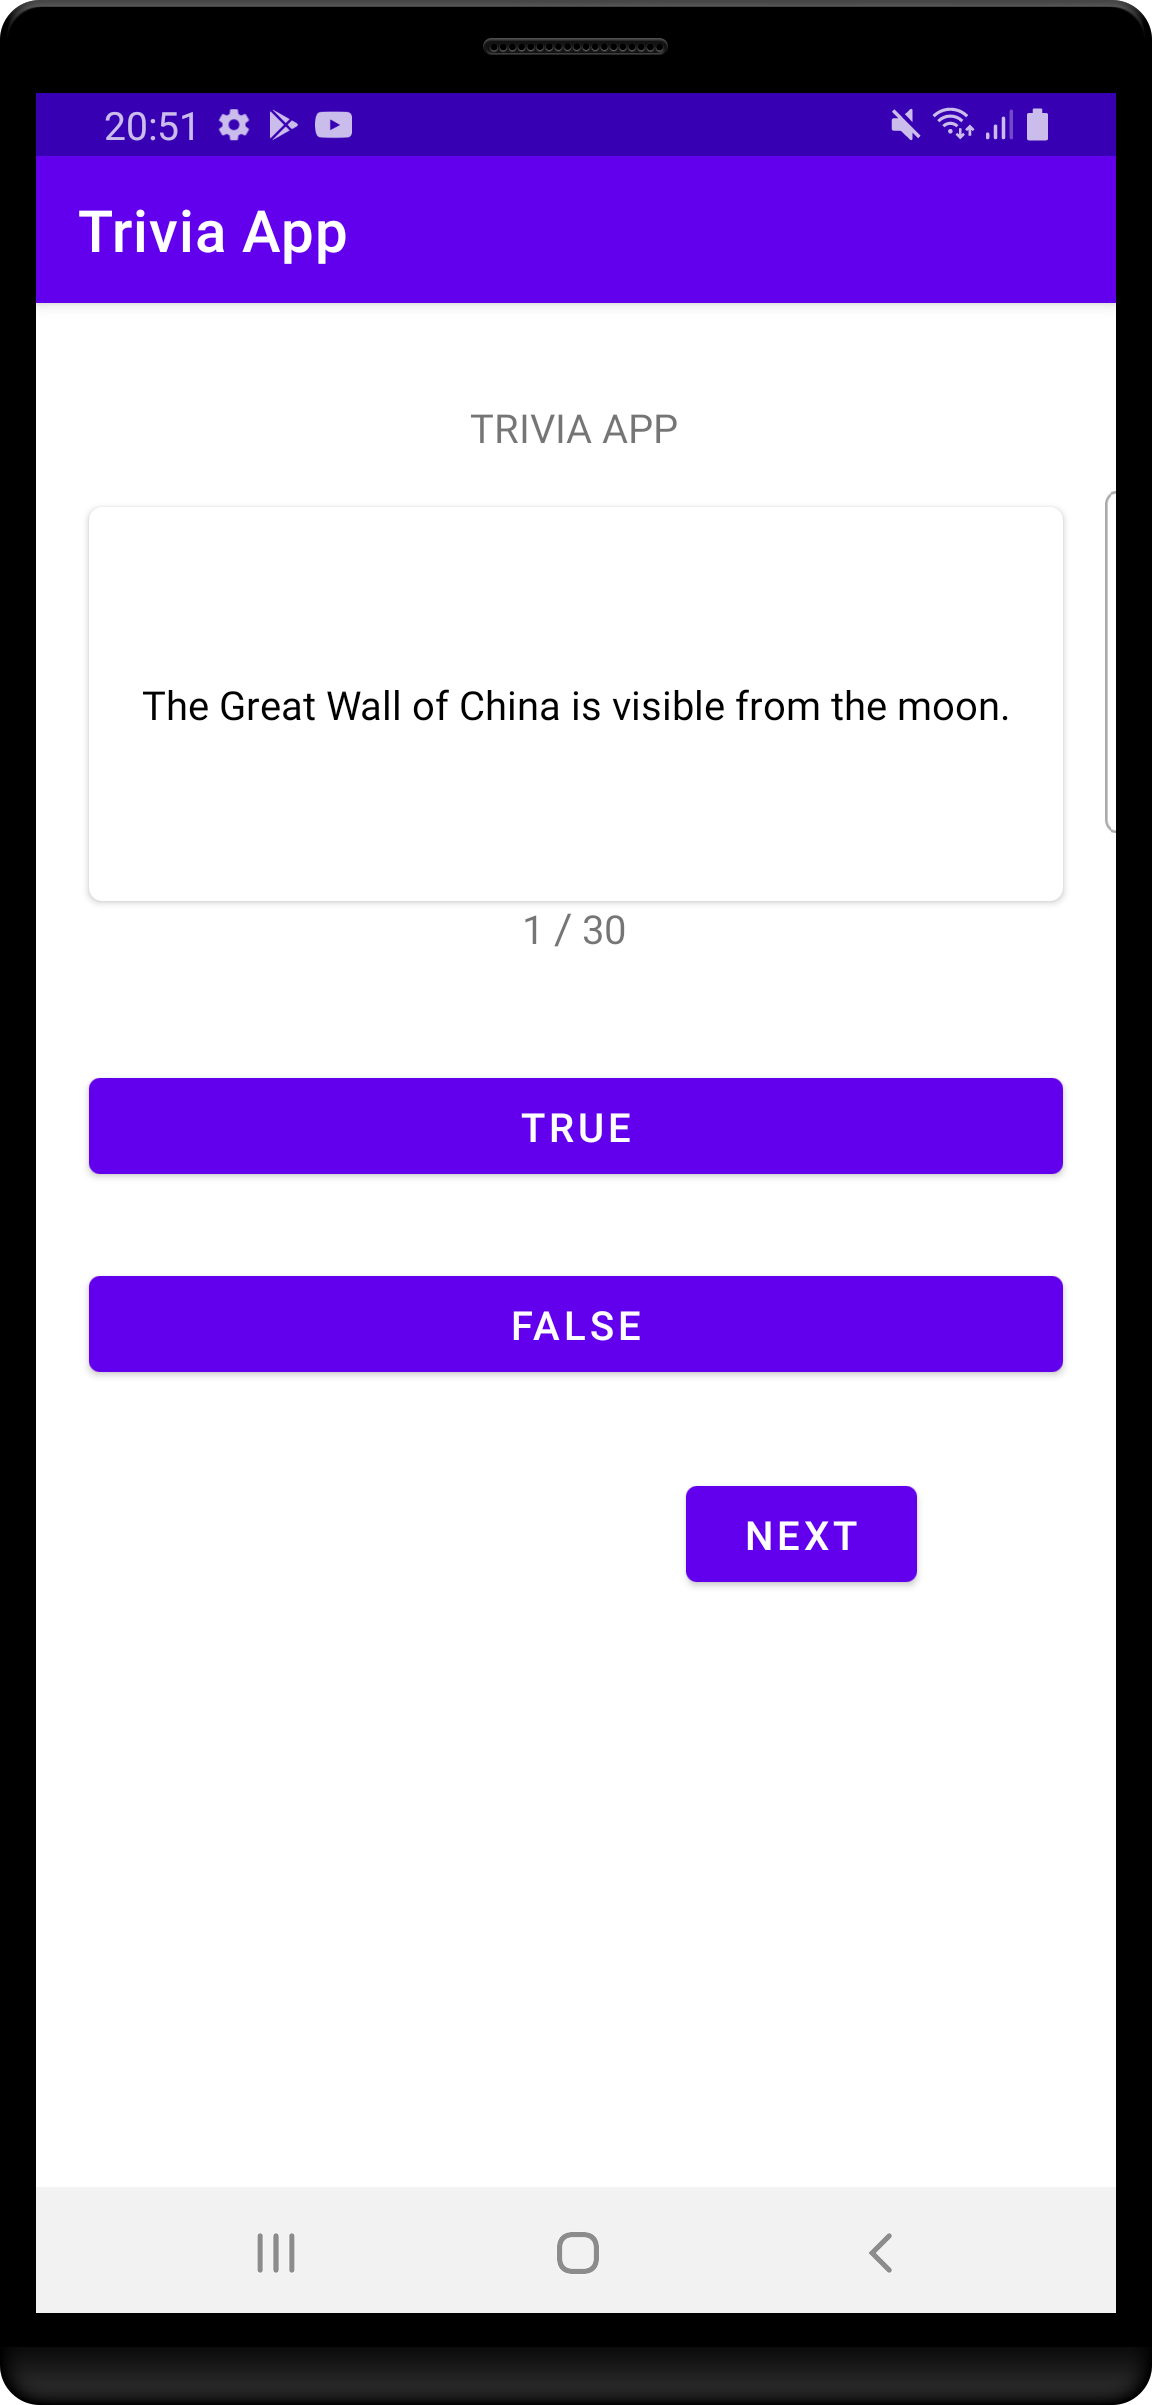 20:51
Trivia App
TRIVIA APP
The Great Wall of China is visible from the moon.
1 / 30
TRUE
FALSE
NEXT